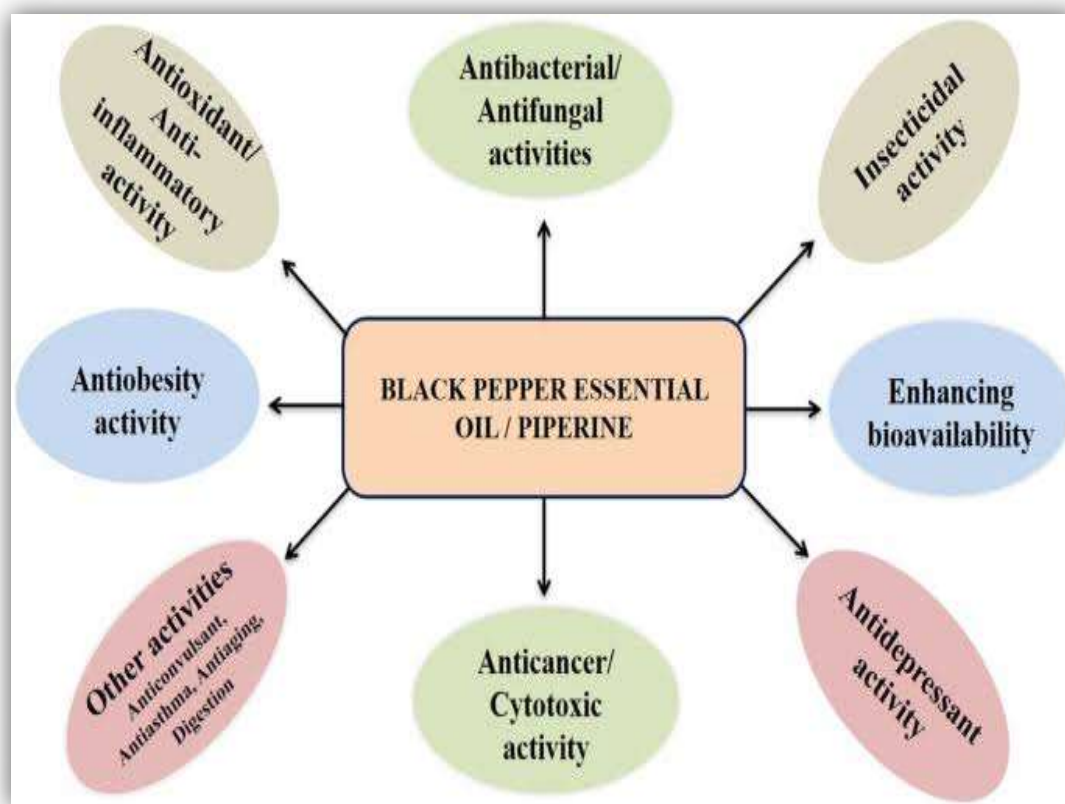 Antioxidant/
Anti-
inflammatory
activity
Antibacterial/
Antifungal
activities
Insecticidal
activity
Antiobesity
activity
BLACK PEPPER ESSENTIAL
OIL / PIPERINE
Enhancing
bioavailability
Other activities
Anticonvulsant,
Antiasthma, Antiaging,
Digestion
Anticancer/
Cytotoxic
activity
Antidepressant
activity